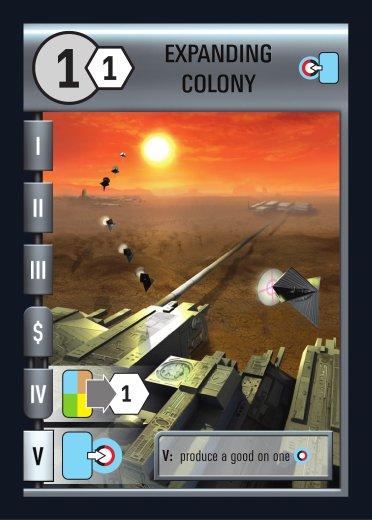 1 1 EXPANDING
COLONY
I
II
III
$
IV 1
V V: produce a good on one